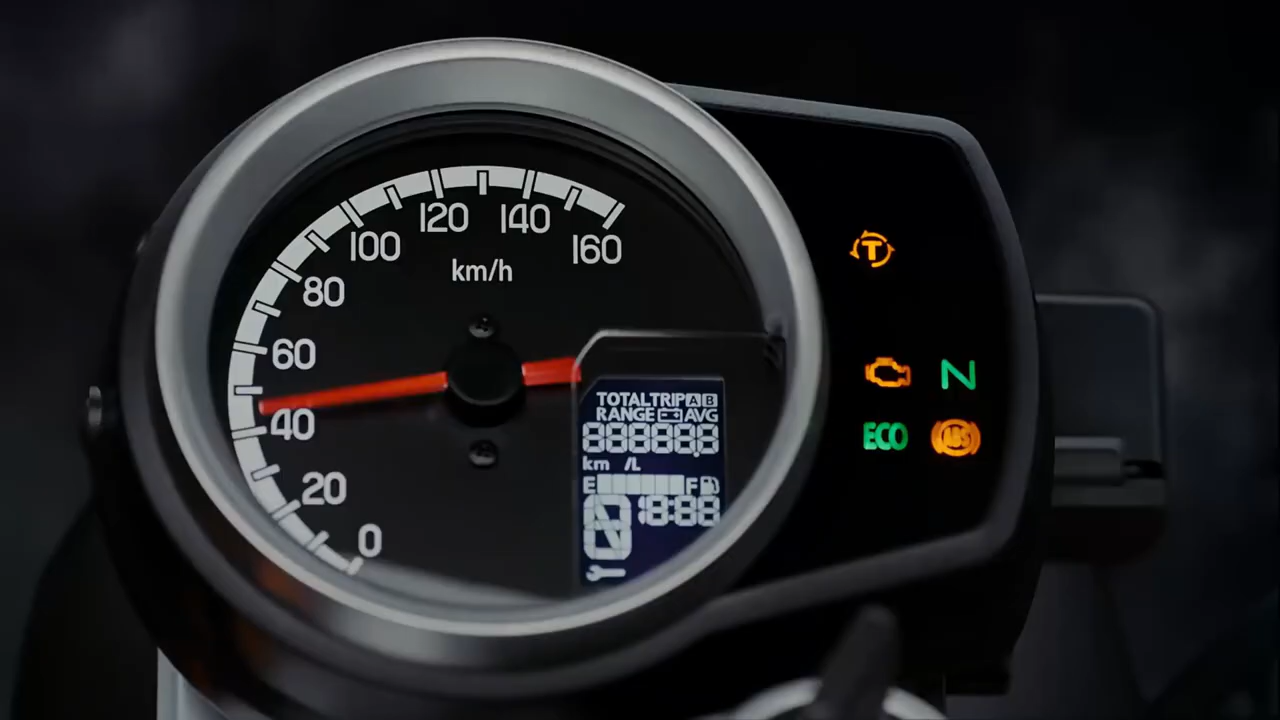 0
20
40
60
80
100
120
140
160
km/h
T
N
ECO
ABS
TOTAL TRIP A B
RANGE AVG
888888
km /L
E F
18:88